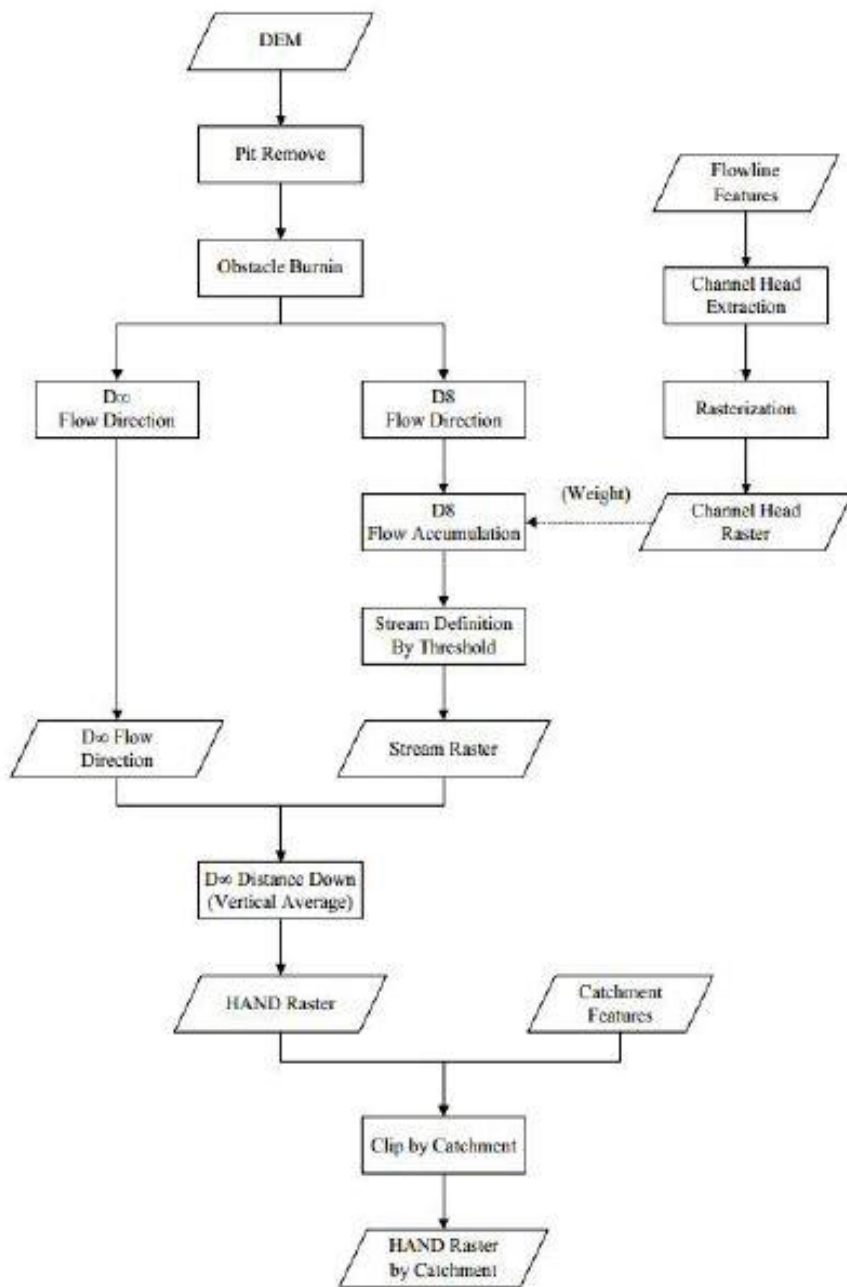 DEM
Pit Remove
Flowline
Features
Obstacle Burnin
Channel Head
Extraction
D∞
Flow Direction
D8
Flow Direction
Rasterization
D8
Flow Accumulation
(Weight)
Channel Head
Raster
Stream Definition
By Threshold
D∞ Flow
Direction
Stream Raster
D∞ Distance Down
(Vertical Average)
HAND Raster
Catchment
Features
Clip by Catchment
HAND Raster
by Catchment